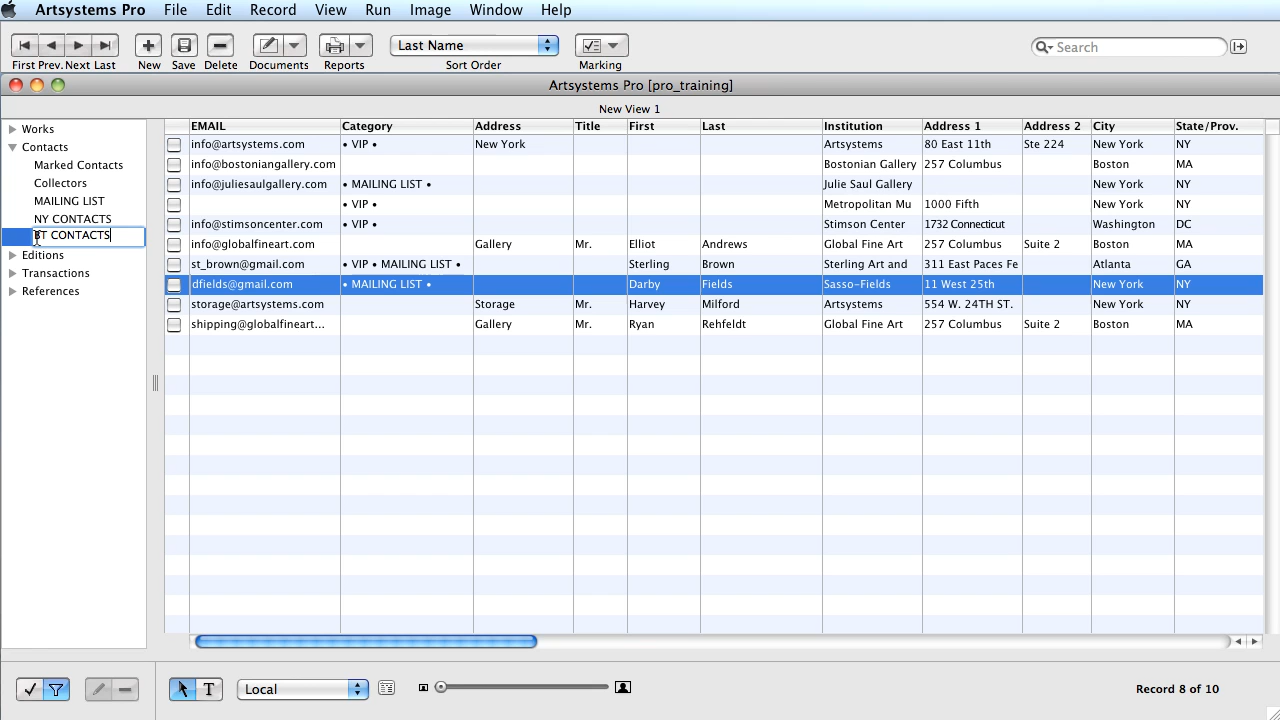 Artsystems Pro File Edit Record View Run Image Window Help
First Prev. Next Last New Save Delete Documents Reports Last Name Sort Order Marking Search
Artsystems Pro [pro_training]
New View 1
Works
Contacts
Marked Contacts
Collectors
MAILING LIST
NY CONTACTS
BT CONTACTS
Editions
Transactions
References
EMAIL Category Address Title First Last Institution Address 1 Address 2 City State/Prov.
info@artsystems.com • VIP • New York Artsystems 80 East 11th Ste 224 New York NY
info@bostoniangallery.com Bostonian Gallery 257 Columbus Boston MA
info@juliesaulgallery.com • MAILING LIST • Julie Saul Gallery New York NY
• VIP • Metropolitan Mu 1000 Fifth New York NY
info@stimsoncenter.com • VIP • Stimson Center 1732 Connecticut Washington DC
info@globalfineart.com Gallery Mr. Elliot Andrews Global Fine Art 257 Columbus Suite 2 Boston MA
st_brown@gmail.com • VIP • MAILING LIST • Sterling Brown Sterling Art and 311 East Paces Fe Atlanta GA
dfields@gmail.com • MAILING LIST • Darby Fields Sasso-Fields 11 West 25th New York NY
storage@artsystems.com Storage Mr. Harvey Milford Artsystems 554 W. 24TH ST. New York NY
shipping@globalfineart... Gallery Mr. Ryan Rehfeldt Global Fine Art 257 Columbus Suite 2 Boston MA
T Local Record 8 of 10